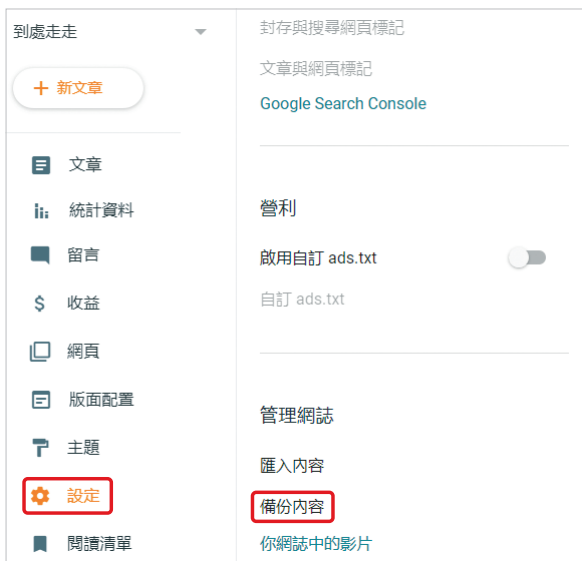 到處走走
+ 新文章
文章
統計資料
留言
收益
網頁
版面配置
主題
設定
閱讀清單
封存與搜尋網頁標記
文章與網頁標記
Google Search Console
營利
啟用自訂 ads.txt
自訂 ads.txt
管理網誌
匯入內容
備份內容
你網誌中的影片